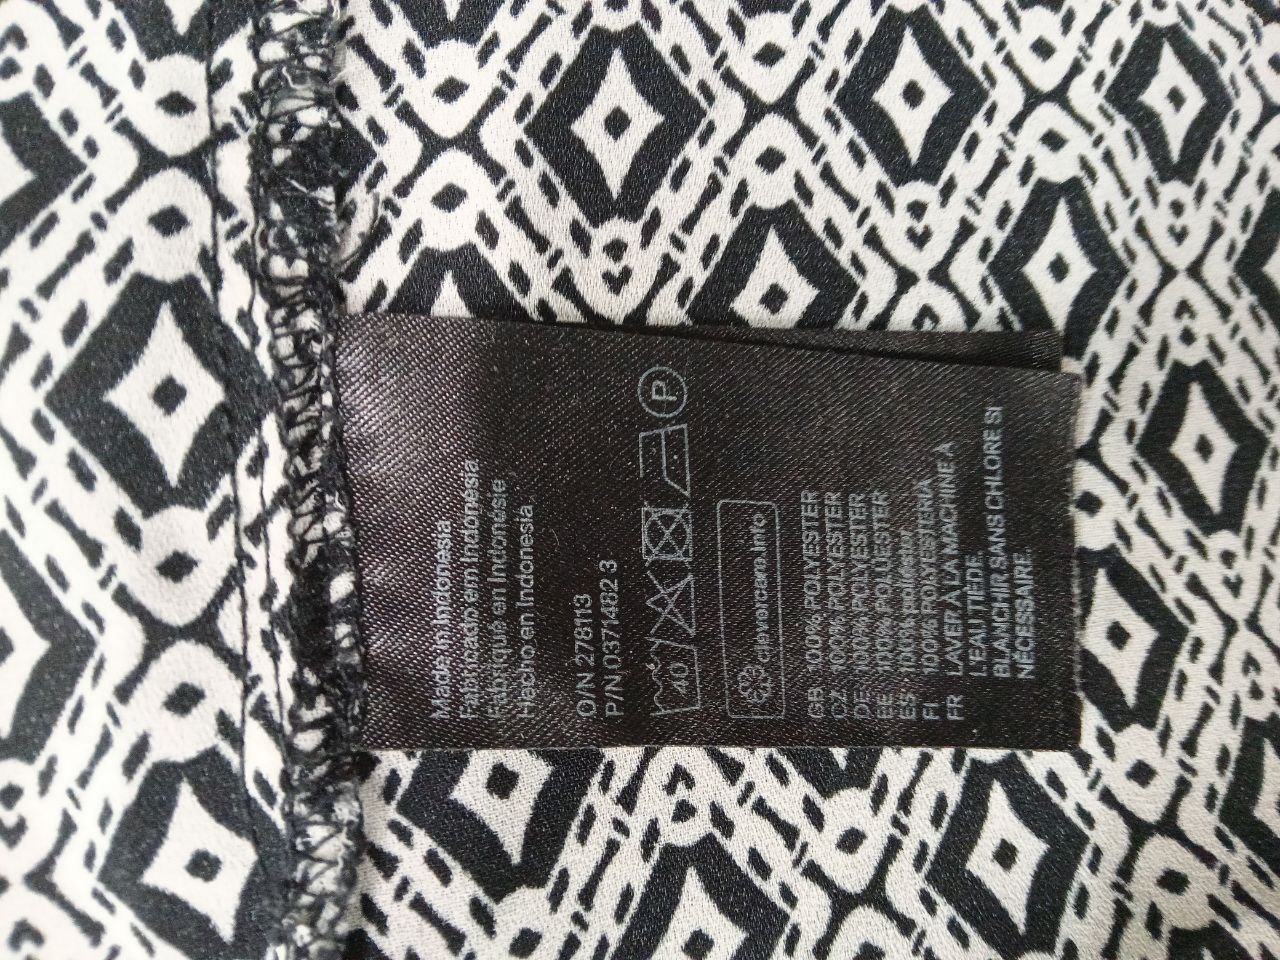 Made in Indonesia
Fabricado em Indonesia
Fabriqué en Indonésie
Hecho en Indonesia
O/N 278113
P/N 0371402 3
40 P
clevercare.info
GB 100% POLYESTER
CZ 100% POLYESTER
DE 100% POLYESTER
EE 100% POLÜESTER
ES 100% poliéster
FI 100% POLYESTERIA
FR LAVER À LA MACHINE À
L'EAU TIÈDE.
BLANCHIR SANS CHLORE SI
NÉCESSAIRE.